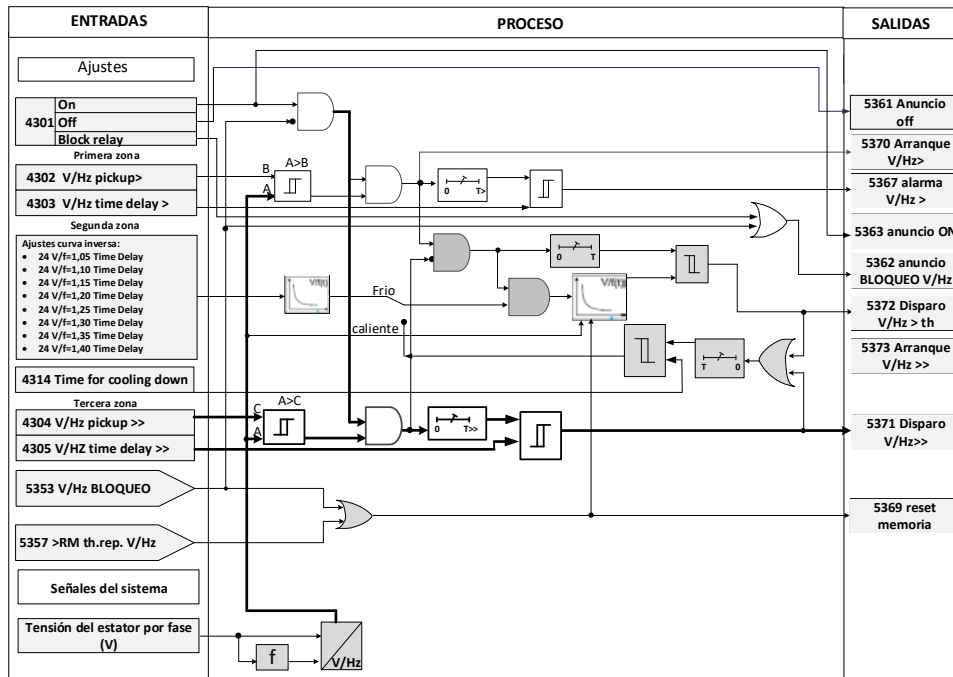 ENTRADAS
PROCESO
SALIDAS
Ajustes
4301
On
Off
Block relay
Primera zona
4302 V/Hz pickup>
4303 V/Hz time delay >
Segunda zona
Ajustes curva inversa:
• 24 V/f=1,05 Time Delay
• 24 V/f=1,10 Time Delay
• 24 V/f=1,15 Time Delay
• 24 V/f=1,20 Time Delay
• 24 V/f=1,25 Time Delay
• 24 V/f=1,30 Time Delay
• 24 V/f=1,35 Time Delay
• 24 V/f=1,40 Time Delay
4314 Time for cooling down
Tercera zona
4304 V/Hz pickup >>
4305 V/HZ time delay >>
5353 V/Hz BLOQUEO
5357 >RM th.rep. V/Hz
Señales del sistema
Tensión del estator por fase
(V)
A>B
B
A
0
T>
0
T
V/f(t)
V/f(t)
Frio
caliente
T
0
A>C
C
A
0
T>>
f
V/Hz
5361 Anuncio
off
5370 Arranque
V/Hz>
5367 alarma
V/Hz >
5363 anuncio ON
5362 anuncio
BLOQUEO V/Hz
5372 Disparo
V/Hz > th
5373 Arranque
V/Hz >>
5371 Disparo
V/Hz>>
5369 reset
memoria